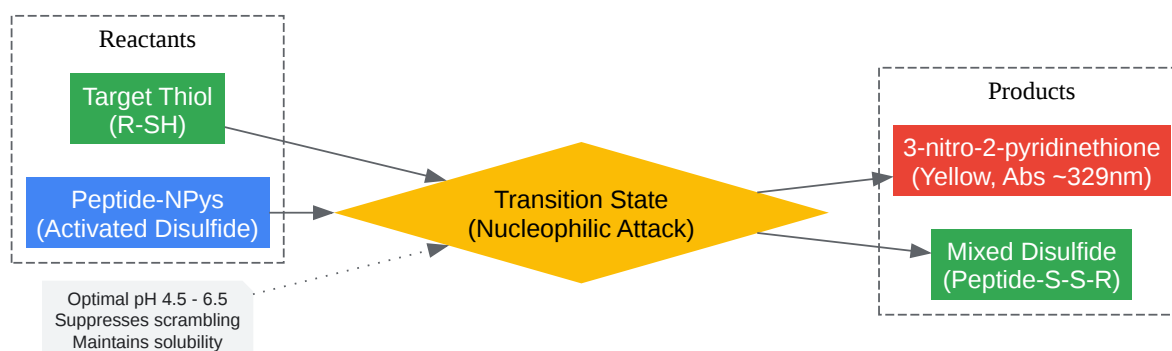 Reactants
Target Thiol
(R-SH)
Peptide-NPys
(Activated Disulfide)
Optimal pH 4.5 - 6.5
Suppresses scrambling
Maintains solubility
Transition State
(Nucleophilic Attack)
Products
3-nitro-2-pyridinethione
(Yellow, Abs ~329nm)
Mixed Disulfide
(Peptide-S-S-R)